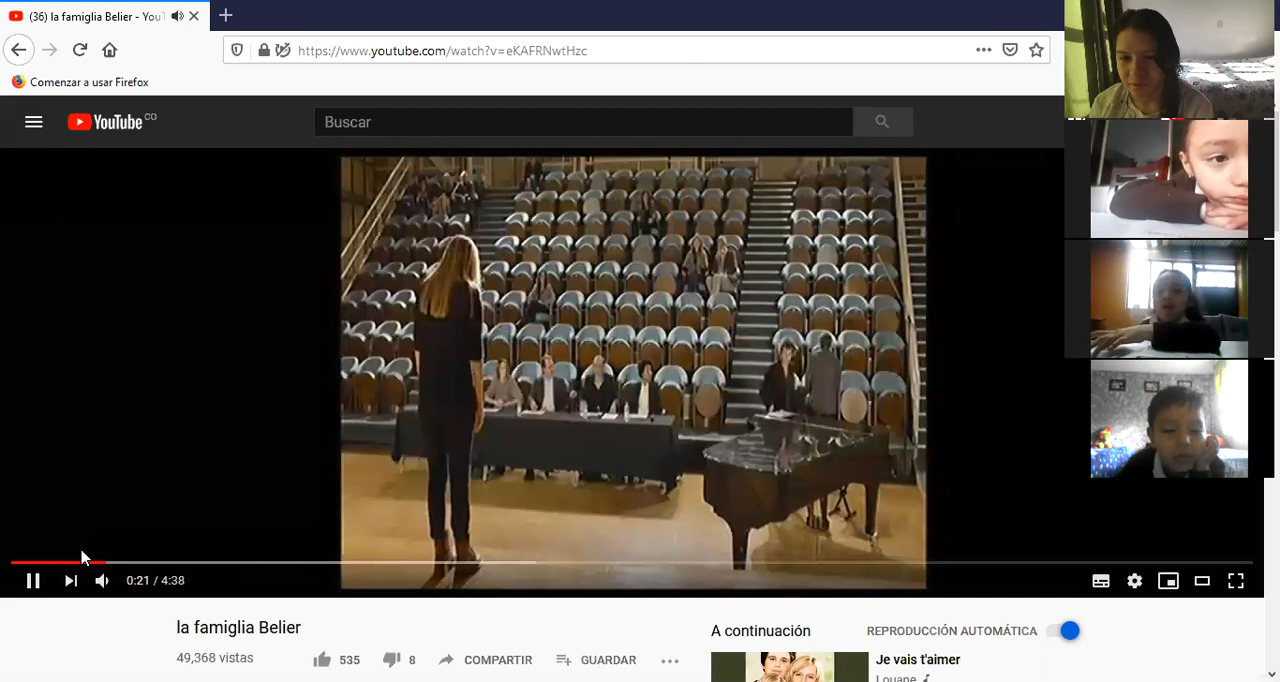 (36) la famiglia Belier - YouT
https://www.youtube.com/watch?v=eKAFRNwtHzc
Comenzar a usar Firefox
YouTube CO
Buscar
0:21 / 4:38
la famiglia Belier
49,368 vistas
535
8
COMPARTIR
GUARDAR
A continuación
REPRODUCCIÓN AUTOMÁTICA
Je vais t'aimer
Louane